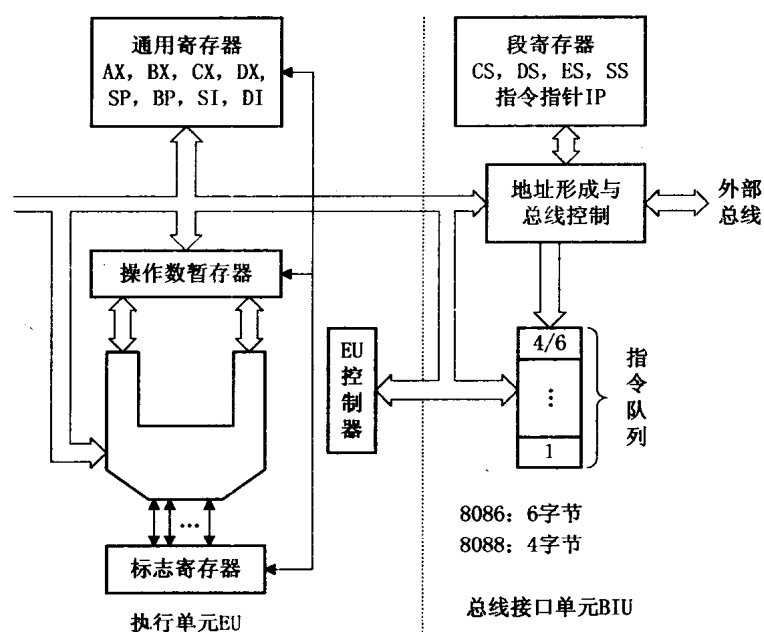 通用寄存器
AX, BX, CX, DX,
SP, BP, SI, DI
段寄存器
CS, DS, ES, SS
指令指针IP
地址形成与
总线控制
外部
总线
操作数暂存器
EU
控
制
器
4/6
⋮
1
指
令
队
列
…
标志寄存器
执行单元EU
8086: 6字节
8088: 4字节
总线接口单元BIU